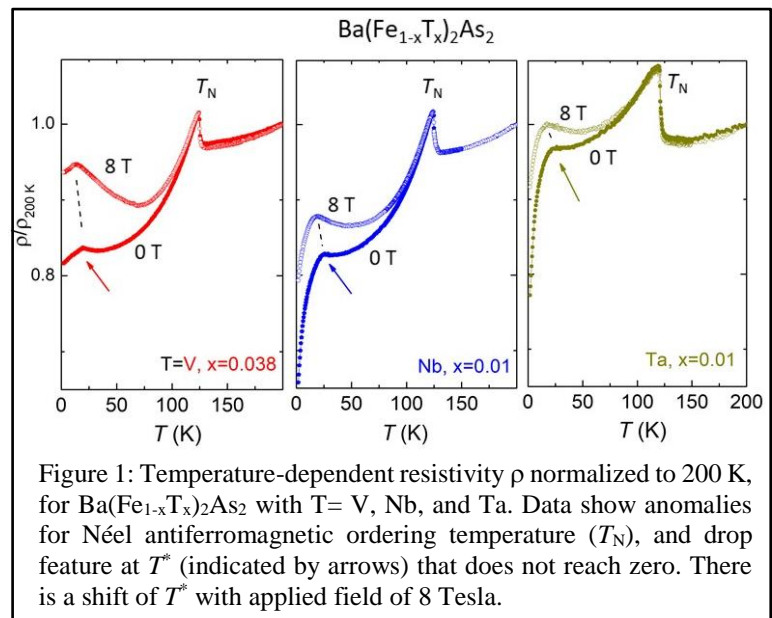 Ba(Fe₁₋ₓTₓ)₂As₂
T_N
T_N
T_N
8 T
1.0
8 T
8 T
0 T
ρ/ρ₂₀₀ K
0 T
0 T
0.8
T=V, x=0.038
Nb, x=0.01
Ta, x=0.01
0 50 100 150
0 50 100 150
0 50 100 150 200
T (K)
T (K)
T (K)
Figure 1: Temperature-dependent resistivity ρ normalized to 200 K,
for Ba(Fe₁₋ₓTₓ)₂As₂ with T= V, Nb, and Ta. Data show anomalies
for Néel antiferromagnetic ordering temperature (T_N), and drop
feature at T* (indicated by arrows) that does not reach zero. There
is a shift of T* with applied field of 8 Tesla.